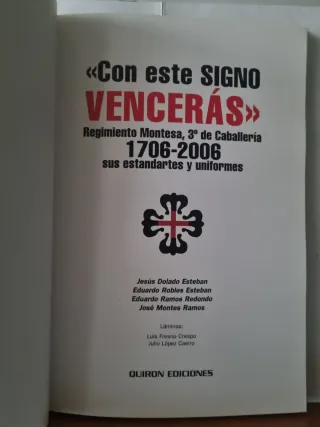 «Con este SIGNO
VENCERÁS»
Regimiento Montesa, 3º de Caballería
1706-2006
sus estandartes y uniformes
Jesús Dolado Esteban
Eduardo Robles Esteban
Eduardo Ramos Redondo
José Montes Ramos
Láminas:
Luis Fresno Crespo
Julio López Caeiro
QUIRON EDICIONES